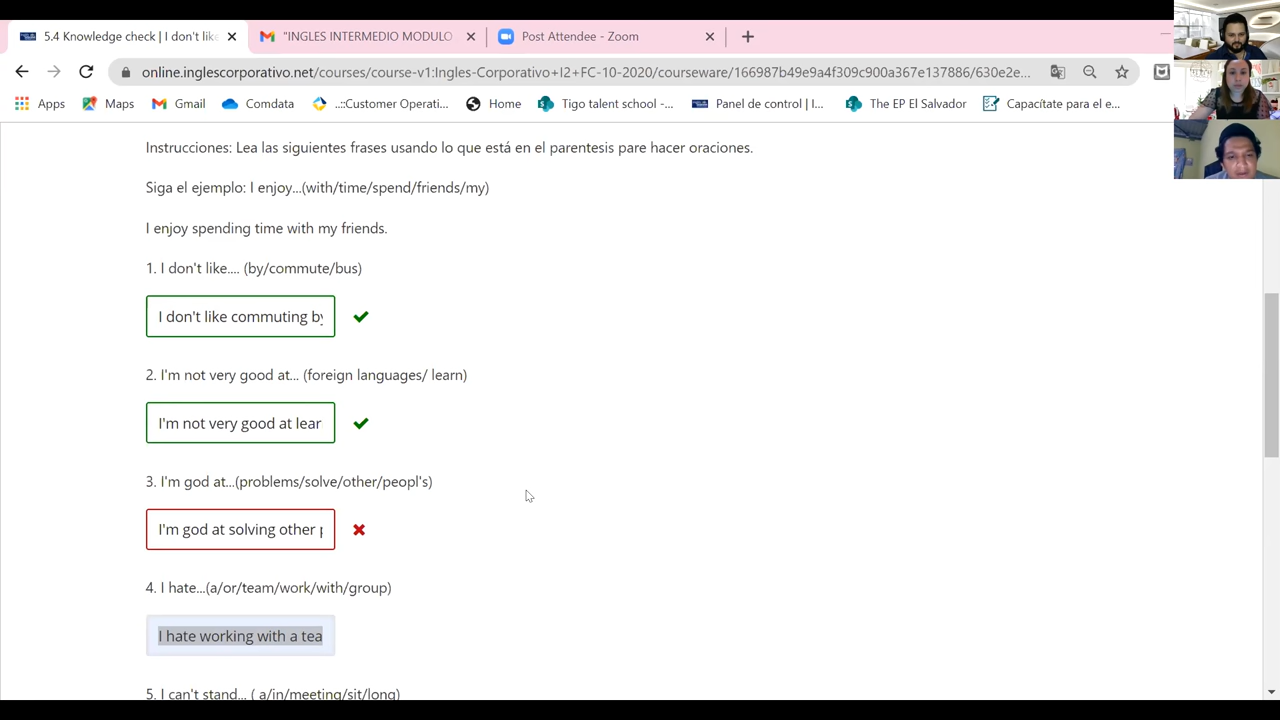 5.4 Knowledge check | I don't like
"INGLES INTERMEDIO MODULO
Post Attendee - Zoom
online.inglescorporativo.net/courses/course-v1:Ingles-Corporativo+I2+FC-10-2020/courseware/166987b49e9a4f309c900a367e137886/630e2e...
Apps
Maps
Gmail
Comdata
..::Customer Operati...
Home
Tigo talent school -...
Panel de control | I...
The EP El Salvador
Capacítate para el e...
Instrucciones: Lea las siguientes frases usando lo que está en el parentesis pare hacer oraciones.
Siga el ejemplo: I enjoy...(with/time/spend/friends/my)
I enjoy spending time with my friends.
1. I don't like.... (by/commute/bus)
I don't like commuting by
2. I'm not very good at... (foreign languages/ learn)
I'm not very good at lear
3. I'm god at...(problems/solve/other/peopl's)
I'm god at solving other p
4. I hate...(a/or/team/work/with/group)
I hate working with a tea
5. I can't stand... ( a/in/meeting/sit/long)